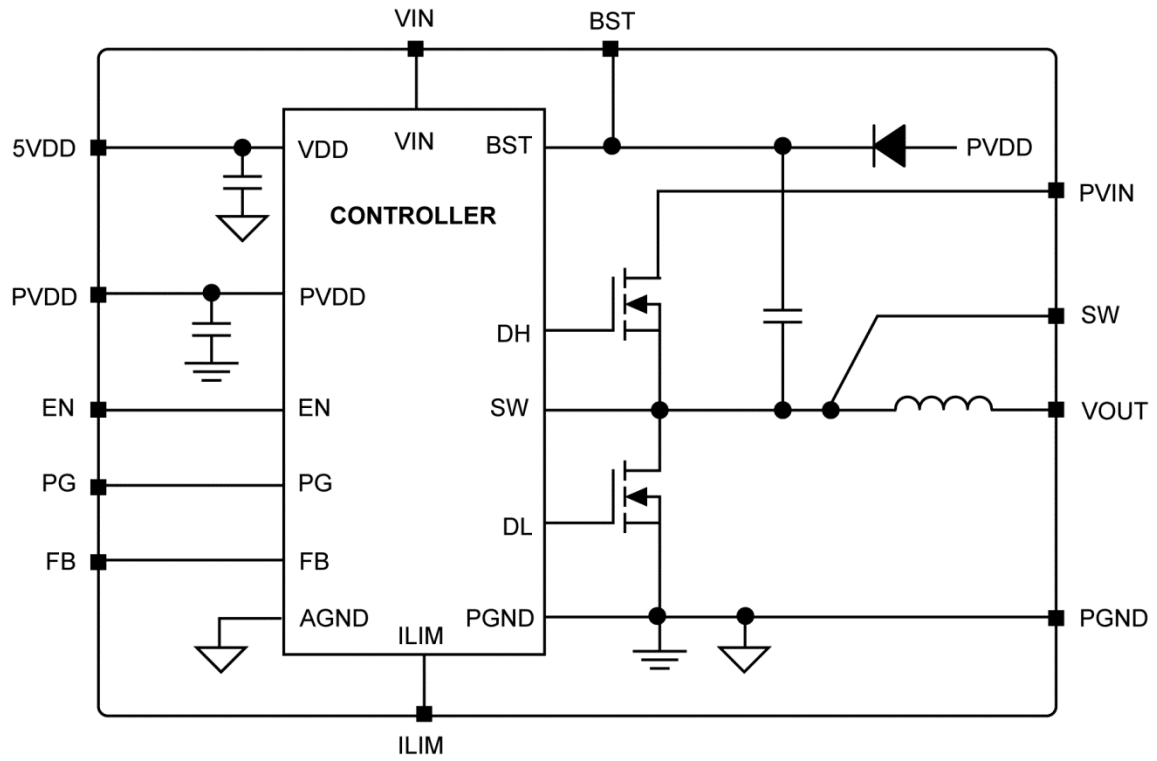 VIN
BST
5VDD
VDD
VIN
BST
PVDD
PVIN
CONTROLLER
PVDD
PVDD
SW
DH
EN
EN
SW
VOUT
PG
PG
DL
FB
FB
AGND
PGND
PGND
ILIM
ILIM